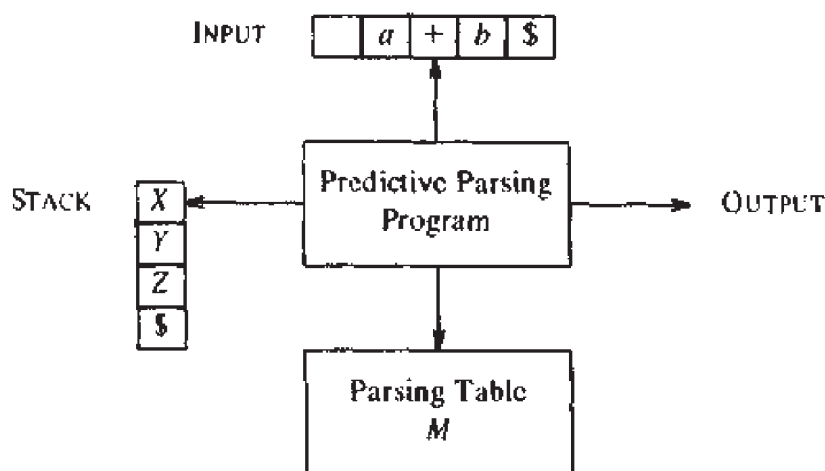 INPUT a + b $
Predictive Parsing
Program
STACK X
Y
Z
$
OUTPUT
Parsing Table
M